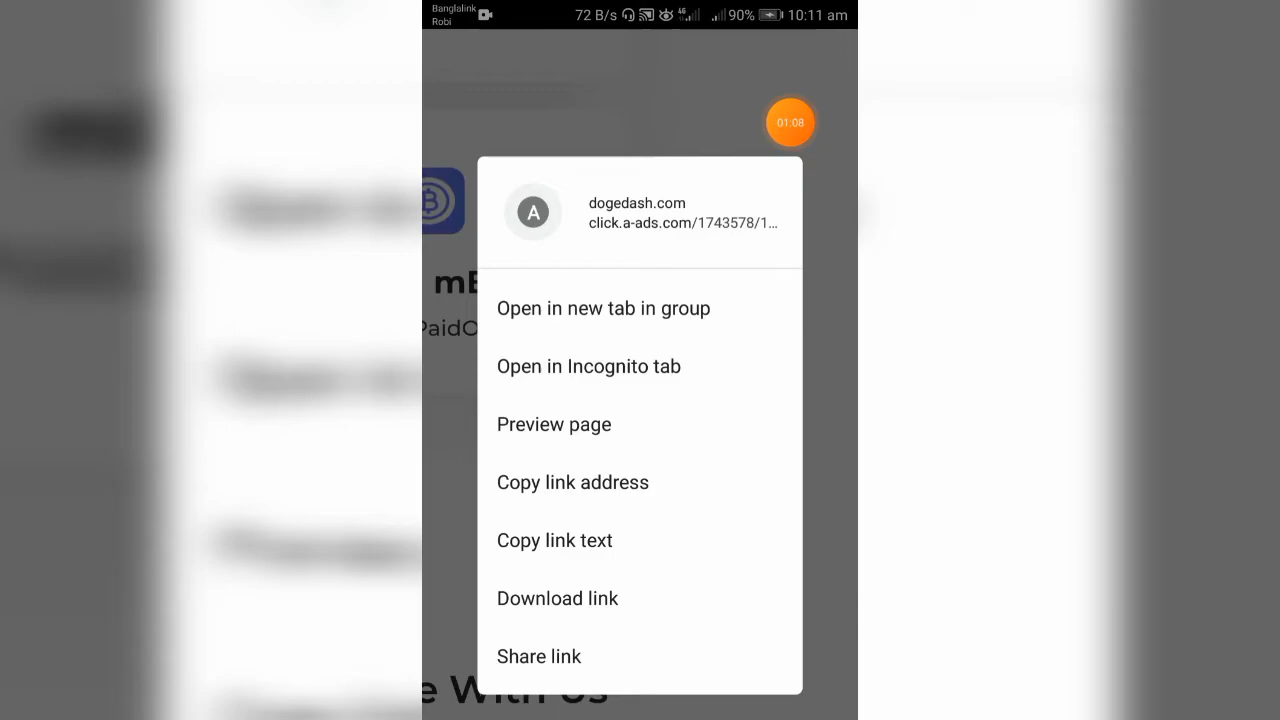 Banglalink
Robi
72 B/s 4G 90% 10:11 am
01:08
A
dogedash.com
click.a-ads.com/1743578/1...
Open in new tab in group
Open in Incognito tab
Preview page
Copy link address
Copy link text
Download link
Share link